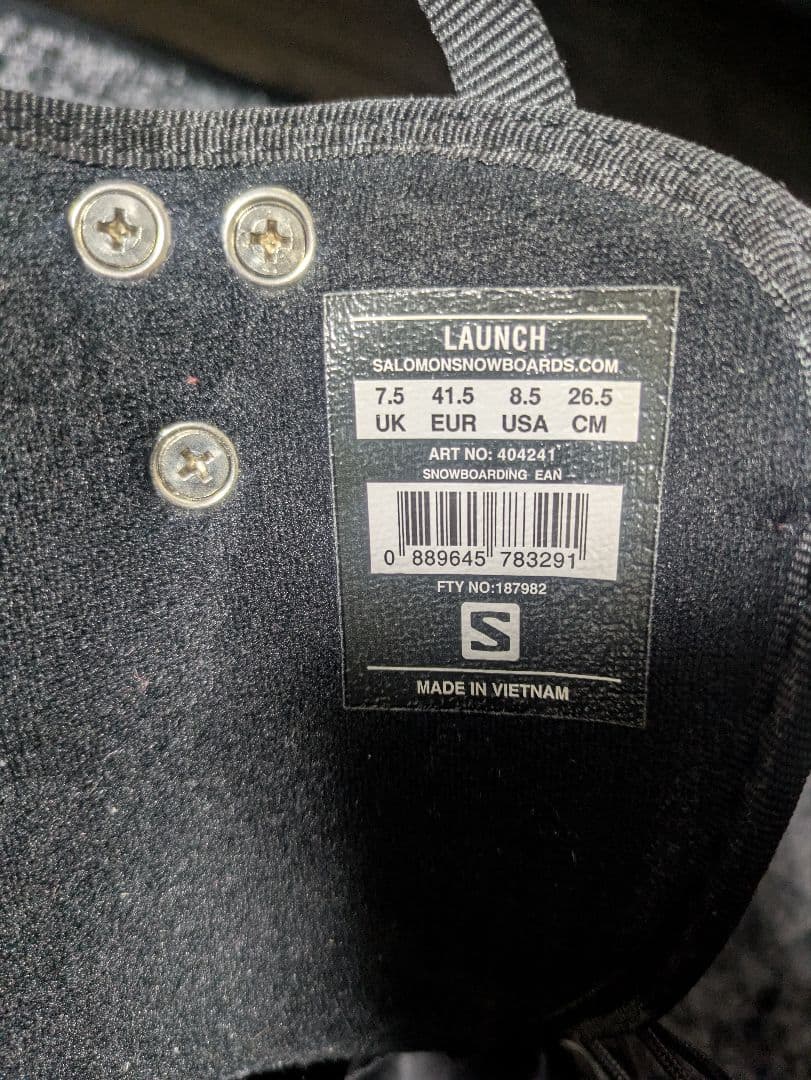 LAUNCH
SALOMONSNOWBOARDS.COM
7.5 41.5 8.5 26.5
UK EUR USA CM
ART NO: 404241
SNOWBOARDING EAN
0 889645 783291
FTY NO:187982
S
MADE IN VIETNAM